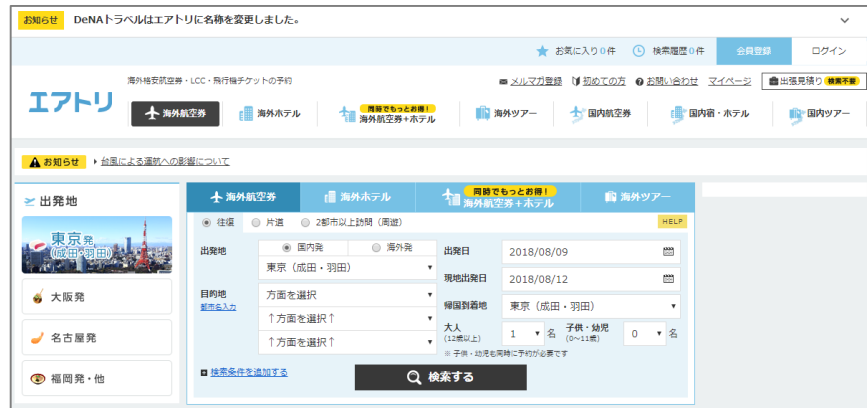 お知らせ DeNAトラベルはエアトリに名称を変更しました。
お気に入り0件 検索履歴0件 会員登録 ログイン
海外格安航空券・LCC・飛行機チケットの予約
メルマガ登録 初めての方 お問い合わせ マイページ 出張見積り 検索不要
エアトリ
海外航空券 海外ホテル 同時でもっとお得! 海外航空券+ホテル 海外ツアー 国内航空券 国内宿・ホテル 国内ツアー
お知らせ 台風による運航への影響について
出発地
東京発
(成田・羽田)
大阪発
名古屋発
福岡発・他
海外航空券 海外ホテル 同時でもっとお得! 海外航空券+ホテル 海外ツアー
往復 片道 2都市以上訪問(周遊) HELP
出発地 国内発 海外発
東京(成田・羽田)
目的地 方面を選択
都市名入力
↑方面を選択↑
↑方面を選択↑
出発日 2018/08/09
現地出発日 2018/08/12
帰国到着地 東京(成田・羽田)
大人 (12歳以上) 1 名 子供・幼児 (0~11歳) 0 名
※ 子供・幼児も同時に予約が必要です
検索条件を追加する
検索する